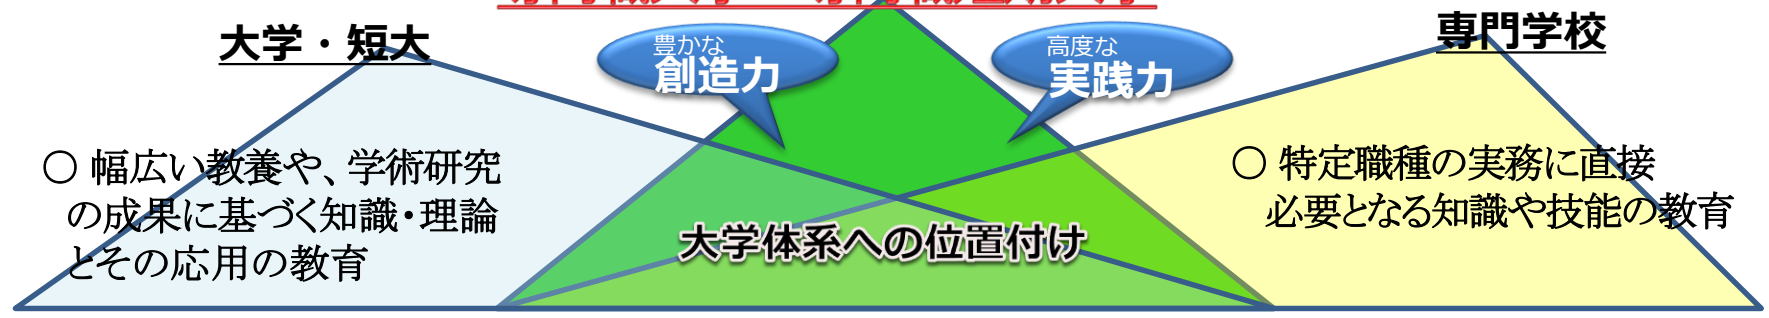 大学・短大
豊かな
創造力
高度な
実践力
専門学校
○ 幅広い教養や、学術研究
の成果に基づく知識・理論
とその応用の教育
○ 特定職種の実務に直接
必要となる知識や技能の教育
大学体系への位置付け